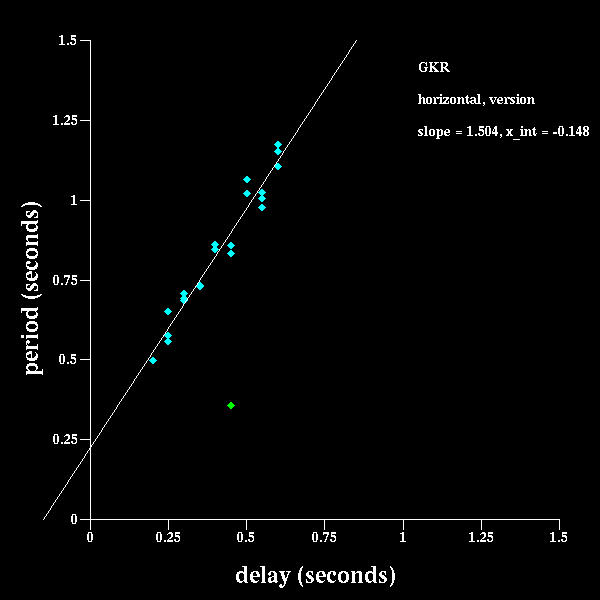 GKR
horizontal, version
slope = 1.504, x_int = -0.148
period (seconds)
1.5
1.25
1
0.75
0.5
0.25
0
0 0.25 0.5 0.75 1 1.25 1.5
delay (seconds)